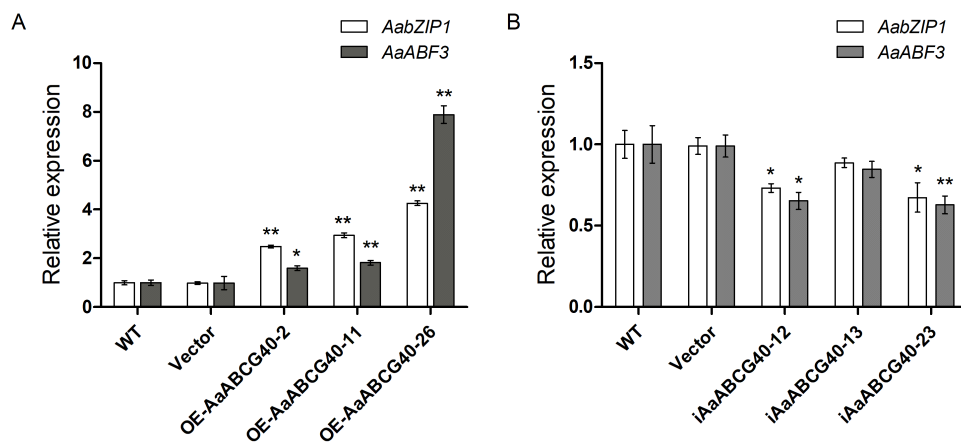 A
AabZIP1
AaABF3
Relative expression
10
8
6
4
2
0
**
*
**
**
**
**
WT
Vector
OE-AaABCG40-2
OE-AaABCG40-11
OE-AaABCG40-26
B
AabZIP1
AaABF3
Relative expression
1.5
1.0
0.5
0.0
*
*
*
**
WT
Vector
iAaABCG40-12
iAaABCG40-13
iAaABCG40-23